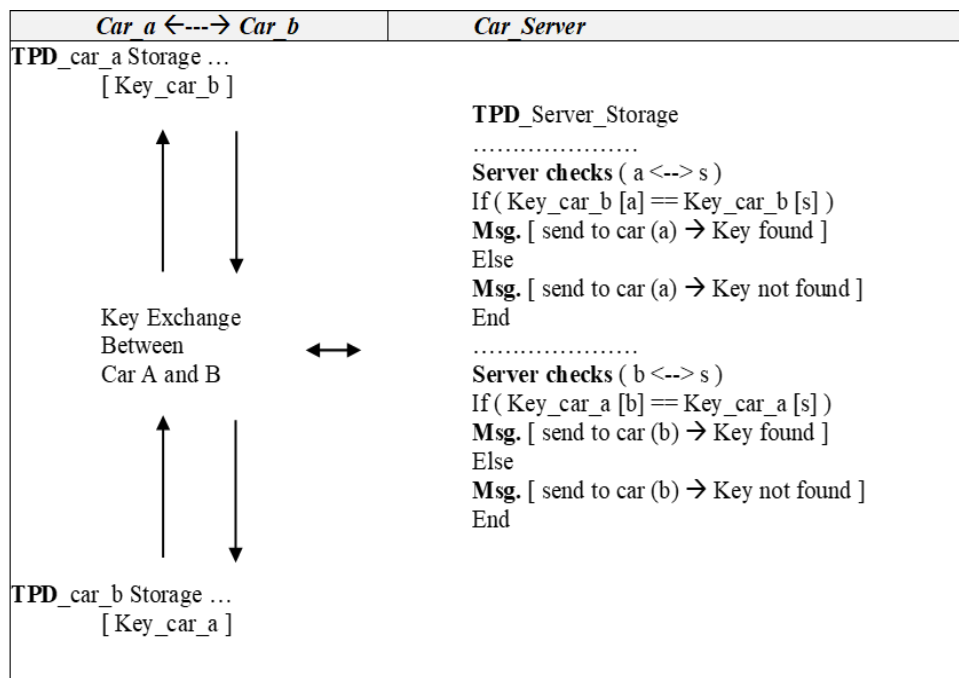 Car_a ←---→ Car_b
Car_Server
TPD_car_a Storage …
[ Key_car_b ]
Key Exchange
Between
Car A and B
TPD_car_b Storage …
[ Key_car_a ]
TPD_Server_Storage
…………………
Server checks ( a <--> s )
If ( Key_car_b [a] == Key_car_b [s] )
Msg. [ send to car (a) → Key found ]
Else
Msg. [ send to car (a) → Key not found ]
End
…………………
Server checks ( b <--> s )
If ( Key_car_a [b] == Key_car_a [s] )
Msg. [ send to car (b) → Key found ]
Else
Msg. [ send to car (b) → Key not found ]
End